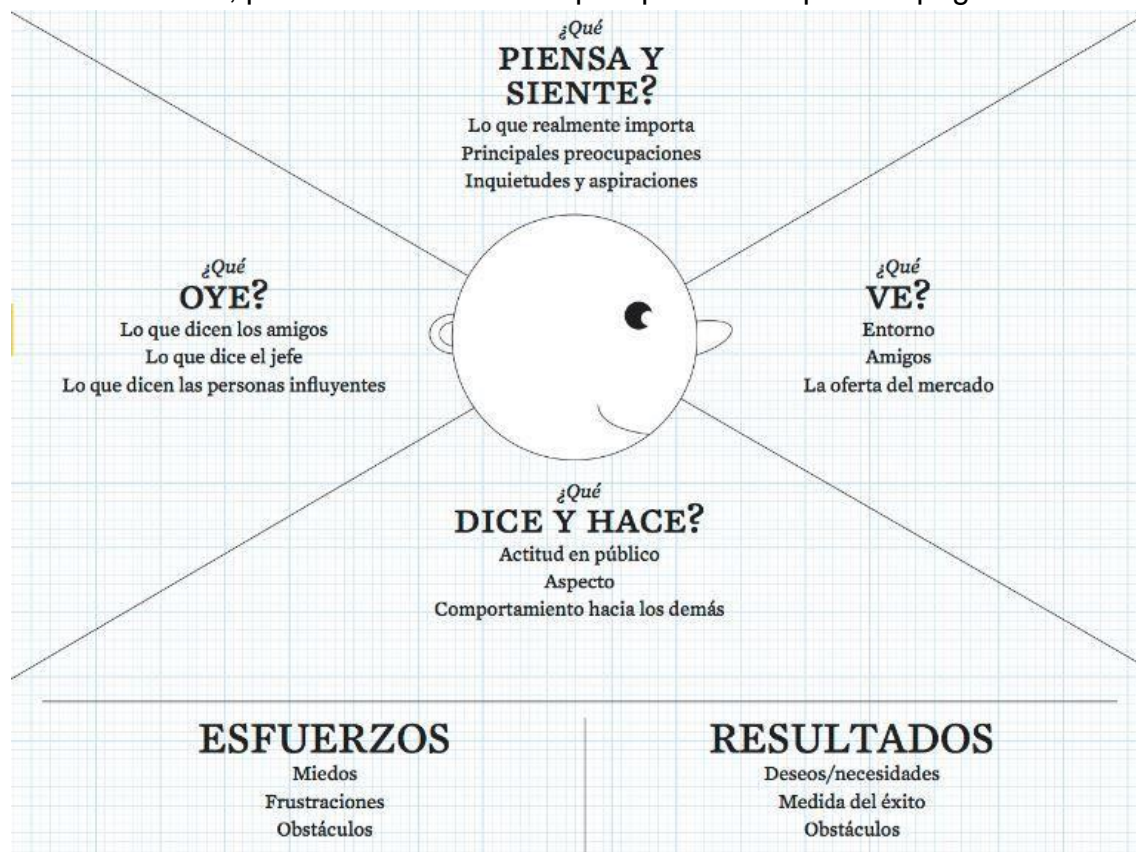 ¿Qué
PIENSA Y
SIENTE?
Lo que realmente importa
Principales preocupaciones
Inquietudes y aspiraciones
¿Qué
OYE?
Lo que dicen los amigos
Lo que dice el jefe
Lo que dicen las personas influyentes
¿Qué
VE?
Entorno
Amigos
La oferta del mercado
¿Qué
DICE Y HACE?
Actitud en público
Aspecto
Comportamiento hacia los demás
ESFUERZOS
Miedos
Frustraciones
Obstáculos
RESULTADOS
Deseos/necesidades
Medida del éxito
Obstáculos